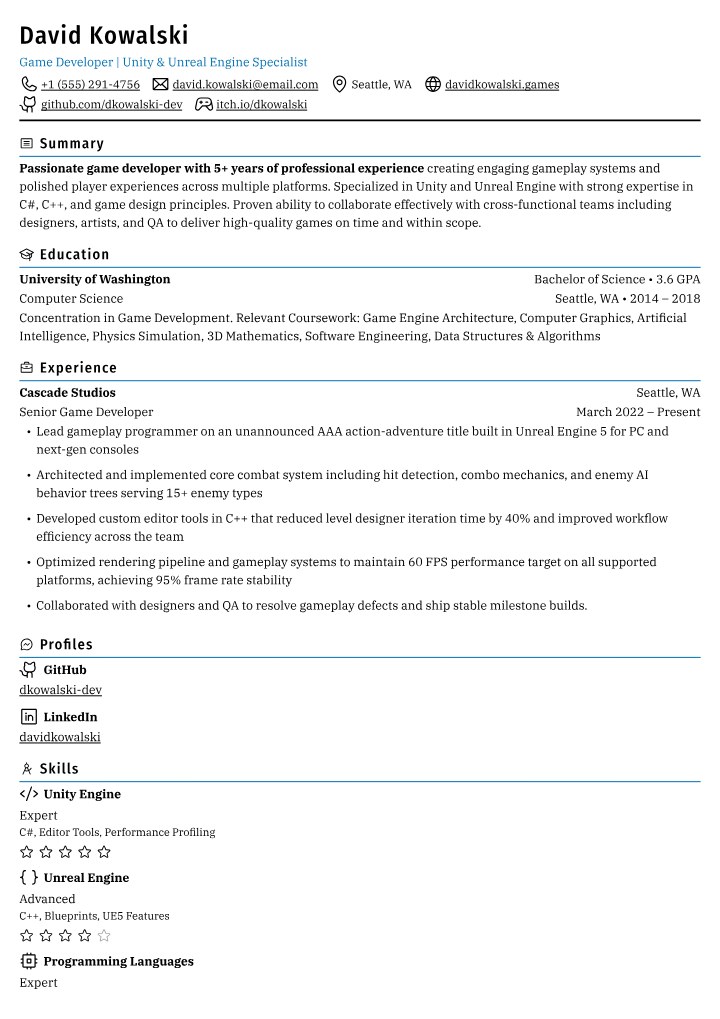 David Kowalski
Game Developer | Unity & Unreal Engine Specialist
+1 (555) 291-4756 david.kowalski@email.com Seattle, WA davidkowalski.games
github.com/dkowalski-dev itch.io/dkowalski
Summary
Passionate game developer with 5+ years of professional experience creating engaging gameplay systems and
polished player experiences across multiple platforms. Specialized in Unity and Unreal Engine with strong expertise in
C#, C++, and game design principles. Proven ability to collaborate effectively with cross-functional teams including
designers, artists, and QA to deliver high-quality games on time and within scope.
Education
University of Washington Bachelor of Science • 3.6 GPA
Computer Science Seattle, WA • 2014 – 2018
Concentration in Game Development. Relevant Coursework: Game Engine Architecture, Computer Graphics, Artificial
Intelligence, Physics Simulation, 3D Mathematics, Software Engineering, Data Structures & Algorithms
Experience
Cascade Studios Seattle, WA
Senior Game Developer March 2022 – Present
• Lead gameplay programmer on an unannounced AAA action-adventure title built in Unreal Engine 5 for PC and
next-gen consoles
• Architected and implemented core combat system including hit detection, combo mechanics, and enemy AI
behavior trees serving 15+ enemy types
• Developed custom editor tools in C++ that reduced level designer iteration time by 40% and improved workflow
efficiency across the team
• Optimized rendering pipeline and gameplay systems to maintain 60 FPS performance target on all supported
platforms, achieving 95% frame rate stability
• Collaborated with designers and QA to resolve gameplay defects and ship stable milestone builds.
Profiles
GitHub
dkowalski-dev
LinkedIn
davidkowalski
Skills
Unity Engine
Expert
C#, Editor Tools, Performance Profiling
Unreal Engine
Advanced
C++, Blueprints, UE5 Features
Programming Languages
Expert